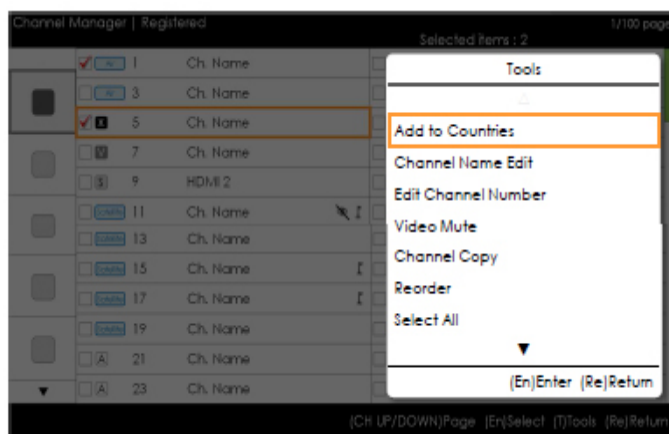 Channel Manager | Registered
Selected items : 2
1/100 page
1 Ch. Name
3 Ch. Name
5 Ch. Name
7 Ch. Name
S 9 HDMI 2
11 Ch. Name
13 Ch. Name
15 Ch. Name
17 Ch. Name
19 Ch. Name
A 21 Ch. Name
A 23 Ch. Name
Tools
Add to Countries
Channel Name Edit
Edit Channel Number
Video Mute
Channel Copy
Reorder
Select All
(En)Enter (Re)Return
(CH UP/DOWN)Page (En)Select (T)Tools (Re)Return